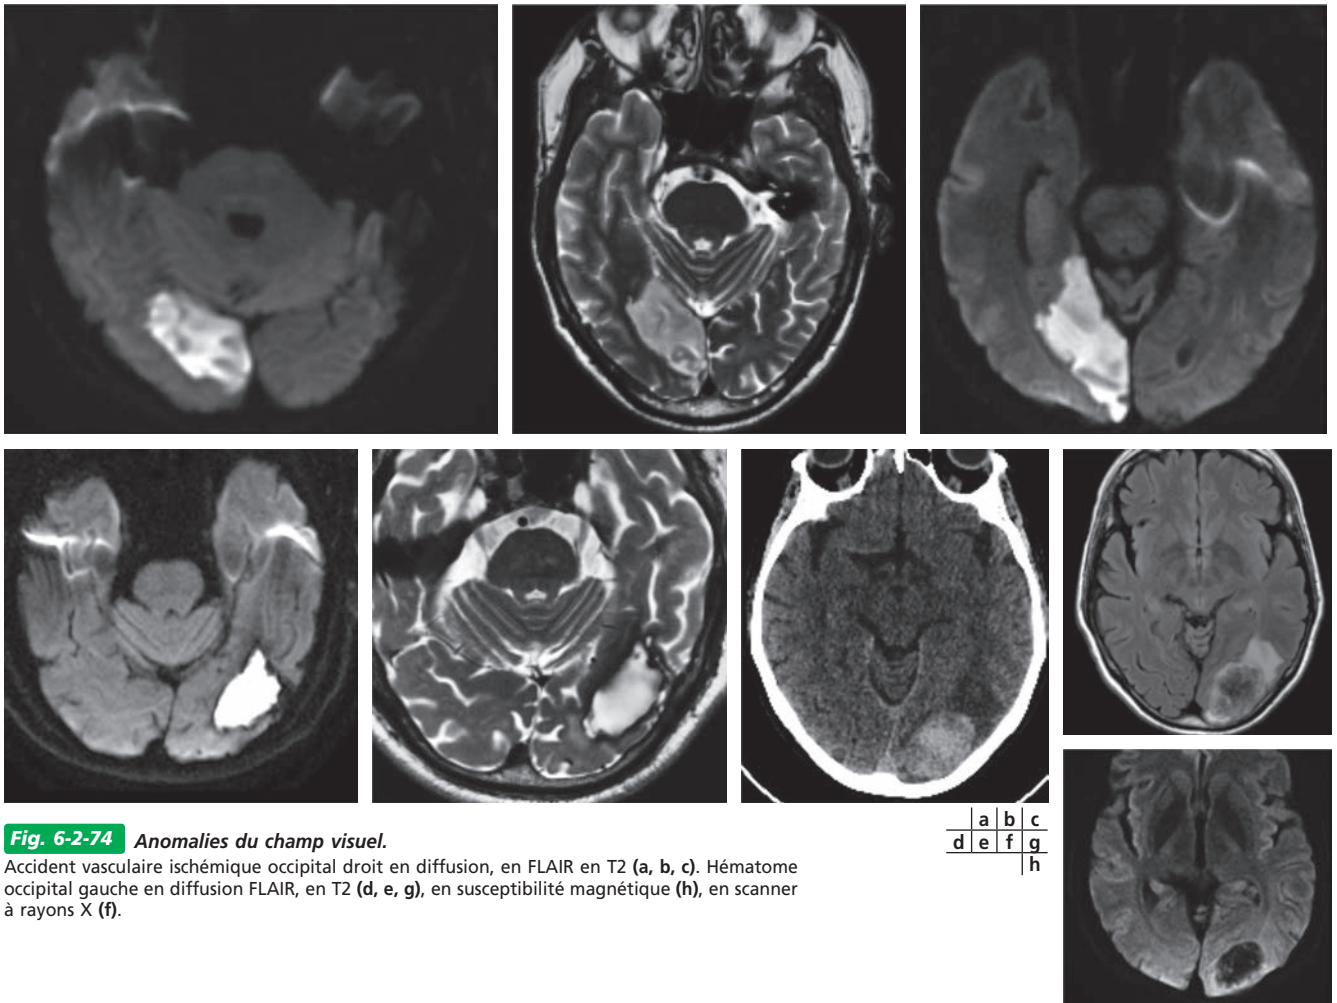 Fig. 6-2-74 Anomalies du champ visuel.
Accident vasculaire ischémique occipital droit en diffusion, en FLAIR en T2 (a, b, c). Hématome
occipital gauche en diffusion FLAIR, en T2 (d, e, g), en susceptibilité magnétique (h), en scanner
à rayons X (f).
a b c
d e f g
h